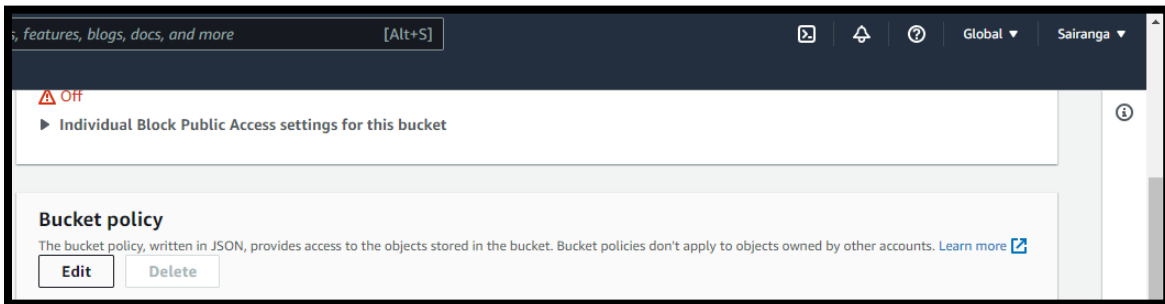 s, features, blogs, docs, and more [Alt+S] Global ▼ Sairanga ▼
Off
Individual Block Public Access settings for this bucket
Bucket policy
The bucket policy, written in JSON, provides access to the objects stored in the bucket. Bucket policies don't apply to objects owned by other accounts. Learn more
Edit Delete